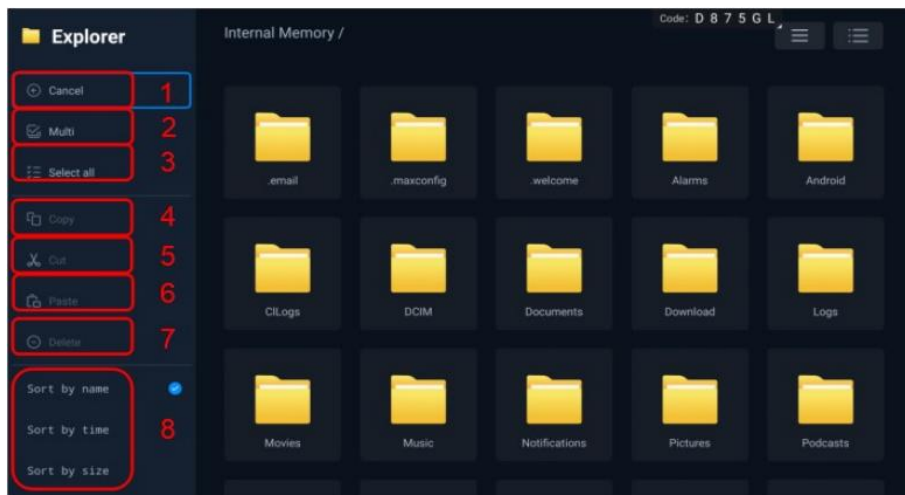 Explorer
Internal Memory /
Code: D 8 7 5 G L
Cancel 1
Multi 2
Select all 3
Copy 4
Cut 5
Paste 6
Delete 7
Sort by name
Sort by time 8
Sort by size
.email .maxconfig .welcome Alarms Android
CILogs DCIM Documents Download Logs
Movies Music Notifications Pictures Podcasts